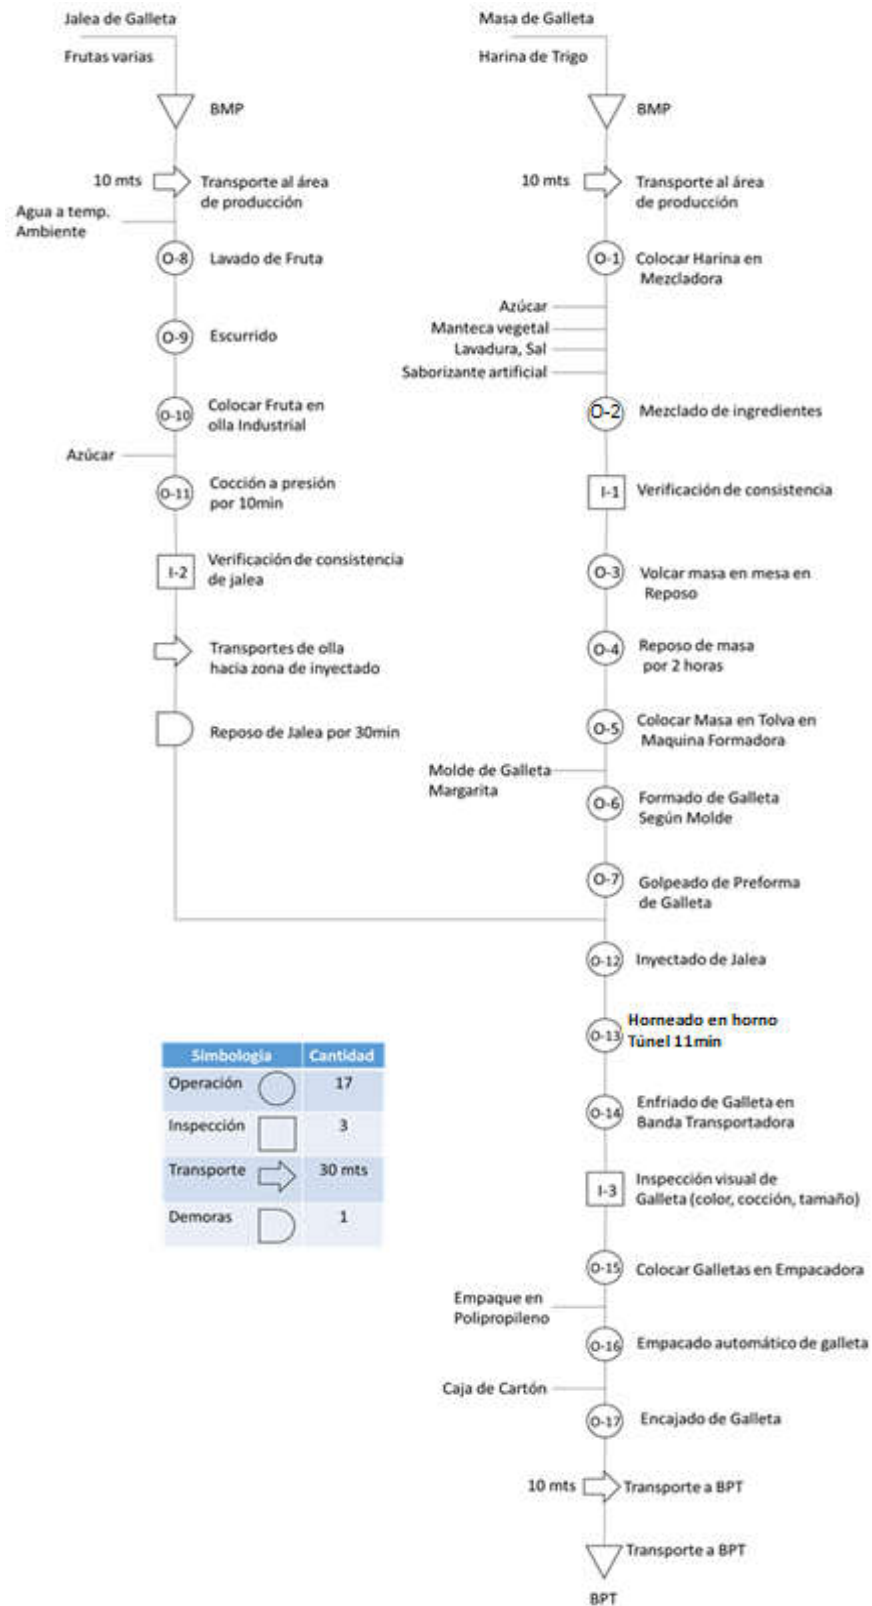 Jalea de Galleta
Frutas varias
BMP
10 mts
Transporte al área
de producción
Agua a temp.
Ambiente
O-8
Lavado de Fruta
O-9
Escurrido
O-10
Colocar Fruta en
olla Industrial
Azúcar
O-11
Cocción a presión
por 10min
I-2
Verificación de consistencia
de jalea
Transportes de olla
hacia zona de inyectado
Reposo de Jalea por 30min
Masa de Galleta
Harina de Trigo
BMP
10 mts
Transporte al área
de producción
O-1
Colocar Harina en
Mezcladora
Azúcar
Manteca vegetal
Lavadura, Sal
Saborizante artificial
O-2
Mezclado de ingredientes
I-1
Verificación de consistencia
O-3
Volcar masa en mesa en
Reposo
O-4
Reposo de masa
por 2 horas
O-5
Colocar Masa en Tolva en
Maquina Formadora
Molde de Galleta
Margarita
O-6
Formado de Galleta
Según Molde
O-7
Golpeado de Preforma
de Galleta
O-12
Inyectado de Jalea
O-13
Horneado en horno
Túnel 11min
O-14
Enfriado de Galleta en
Banda Transportadora
I-3
Inspección visual de
Galleta (color, cocción, tamaño)
O-15
Colocar Galletas en Empacadora
Empaque en
Polipropileno
O-16
Empacado automático de galleta
Caja de Cartón
O-17
Encajado de Galleta
10 mts
Transporte a BPT
Transporte a BPT
BPT
Simbologia Cantidad
Operación 17
Inspección 3
Transporte 30 mts
Demoras 1